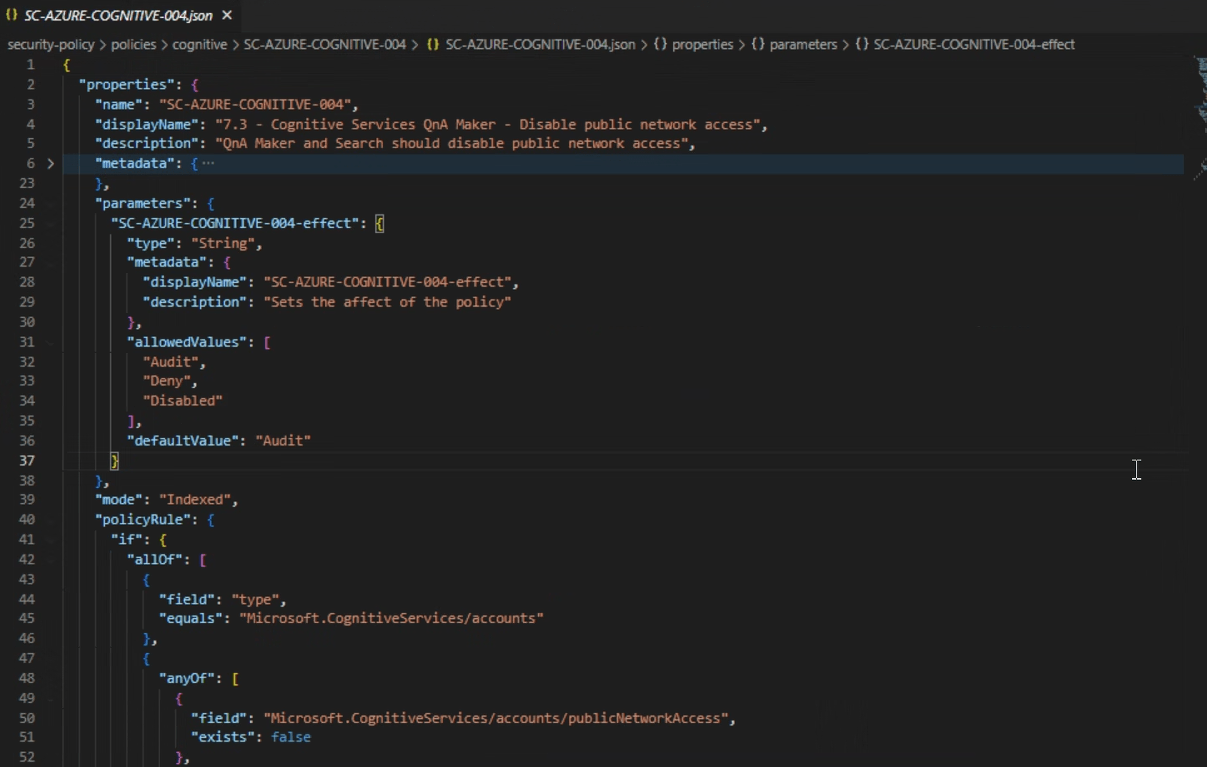 {} SC-AZURE-COGNITIVE-004.json ×
security-policy > policies > cognitive > SC-AZURE-COGNITIVE-004 > {} SC-AZURE-COGNITIVE-004.json > {} properties > {} parameters > {} SC-AZURE-COGNITIVE-004-effect
1 {
2 "properties": {
3 "name": "SC-AZURE-COGNITIVE-004",
4 "displayName": "7.3 - Cognitive Services QnA Maker - Disable public network access",
5 "description": "QnA Maker and Search should disable public network access",
6 > "metadata": { ···
23 },
24 "parameters": {
25 "SC-AZURE-COGNITIVE-004-effect": {
26 "type": "String",
27 "metadata": {
28 "displayName": "SC-AZURE-COGNITIVE-004-effect",
29 "description": "Sets the affect of the policy"
30 },
31 "allowedValues": [
32 "Audit",
33 "Deny",
34 "Disabled"
35 ],
36 "defaultValue": "Audit"
37 }
38 },
39 "mode": "Indexed",
40 "policyRule": {
41 "if": {
42 "allOf": [
43 {
44 "field": "type",
45 "equals": "Microsoft.CognitiveServices/accounts"
46 },
47 {
48 "anyOf": [
49 {
50 "field": "Microsoft.CognitiveServices/accounts/publicNetworkAccess",
51 "exists": false
52 },